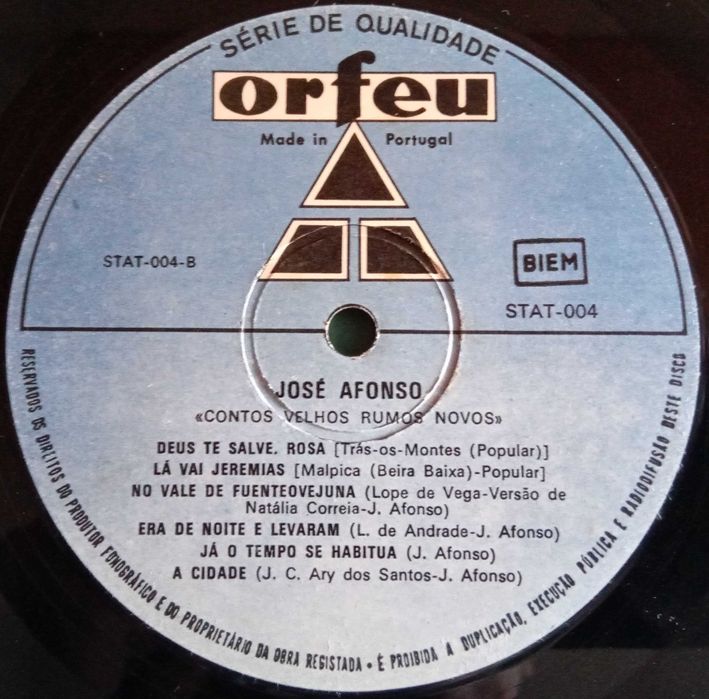 SÉRIE DE QUALIDADE
orfeu
Made in Portugal
STAT-004-B
BIEM
STAT-004
JOSÉ AFONSO
«CONTOS VELHOS RUMOS NOVOS»
DEUS TE SALVE, ROSA [Trás-os-Montes (Popular)]
LÁ VAI JEREMIAS [Malpica (Beira Baixa)-Popular]
NO VALE DE FUENTEOVEJUNA (Lope de Vega-Versão de
Natália Correia-J. Afonso)
ERA DE NOITE E LEVARAM (L. de Andrade-J. Afonso)
JÁ O TEMPO SE HABITUA (J. Afonso)
A CIDADE (J. C. Ary dos Santos-J. Afonso)
RESERVADOS OS DIREITOS DO PRODUTOR FONOGRÁFICO E DO PROPRIETÁRIO DA OBRA REGISTADA • É PROIBIDA A DUPLICAÇÃO, EXECUÇÃO PÚBLICA E RADIODIFUSÃO DESTE DISCO